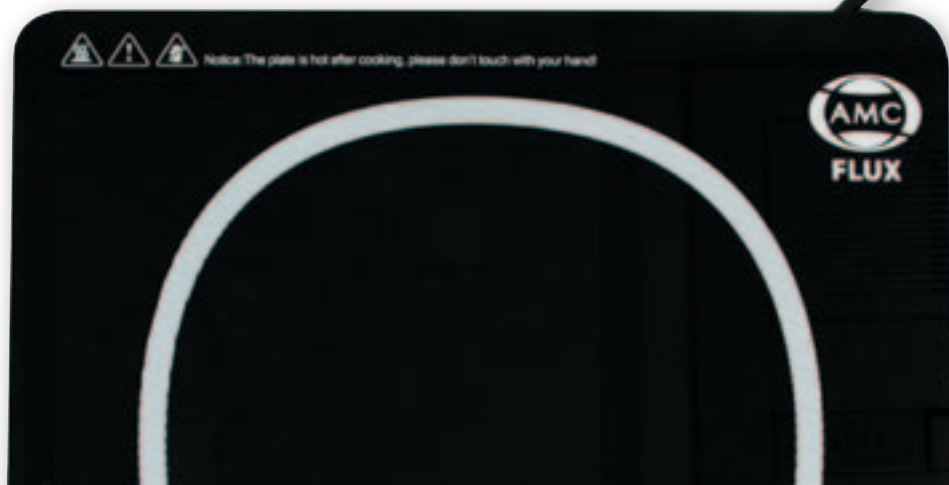 Notice:The plate is hot after cooking, please don't touch with your hand!
AMC
FLUX